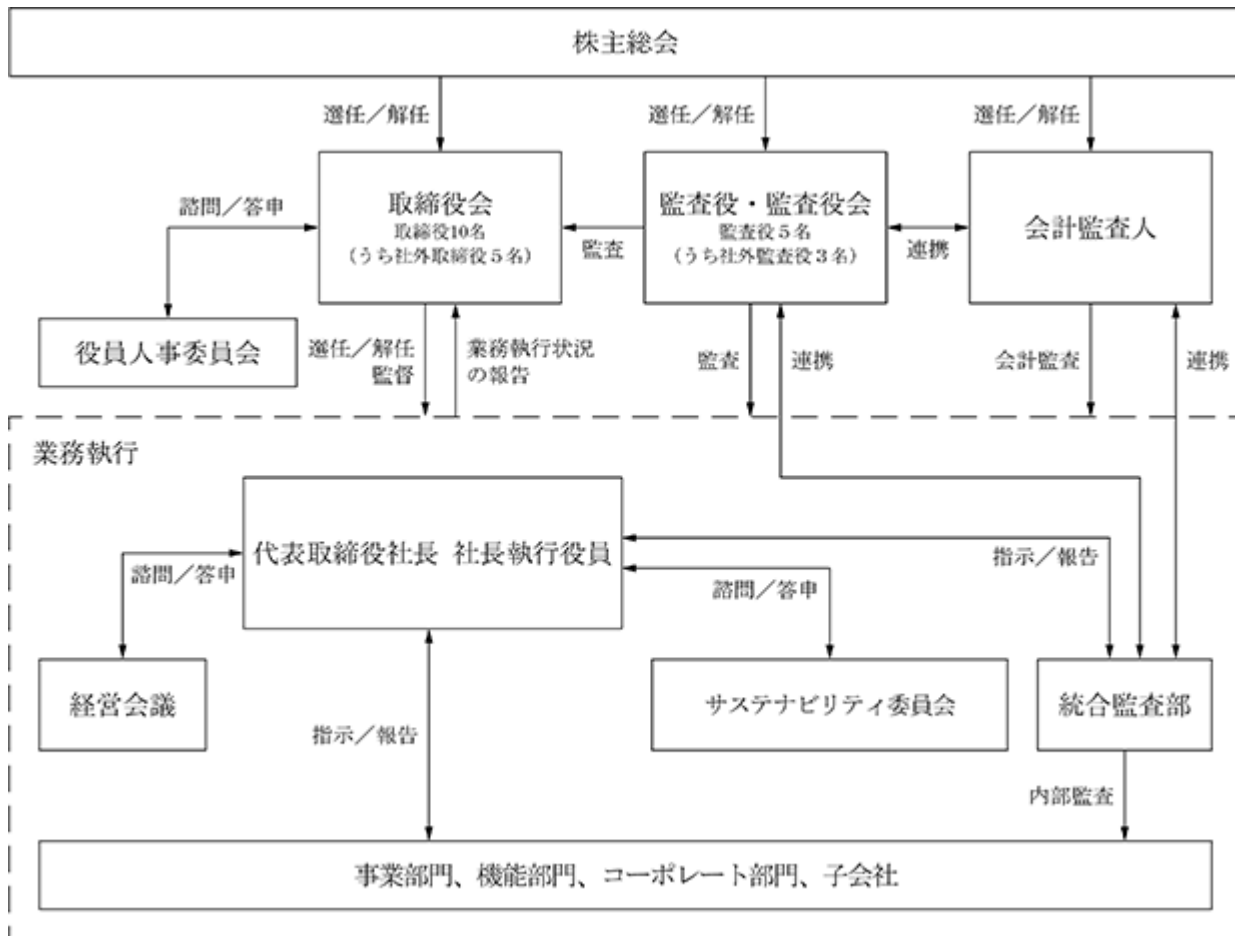 株主総会
選任／解任
選任／解任
選任／解任
取締役会
取締役10名
（うち社外取締役５名）
監査役・監査役会
監査役５名
（うち社外監査役３名）
会計監査人
諮問／答申
監査
連携
役員人事委員会
選任／解任
監督
業務執行状況
の報告
監査
連携
会計監査
連携
業務執行
代表取締役社長 社長執行役員
諮問／答申
指示／報告
諮問／答申
経営会議
サステナビリティ委員会
統合監査部
指示／報告
内部監査
事業部門、機能部門、コーポレート部門、子会社